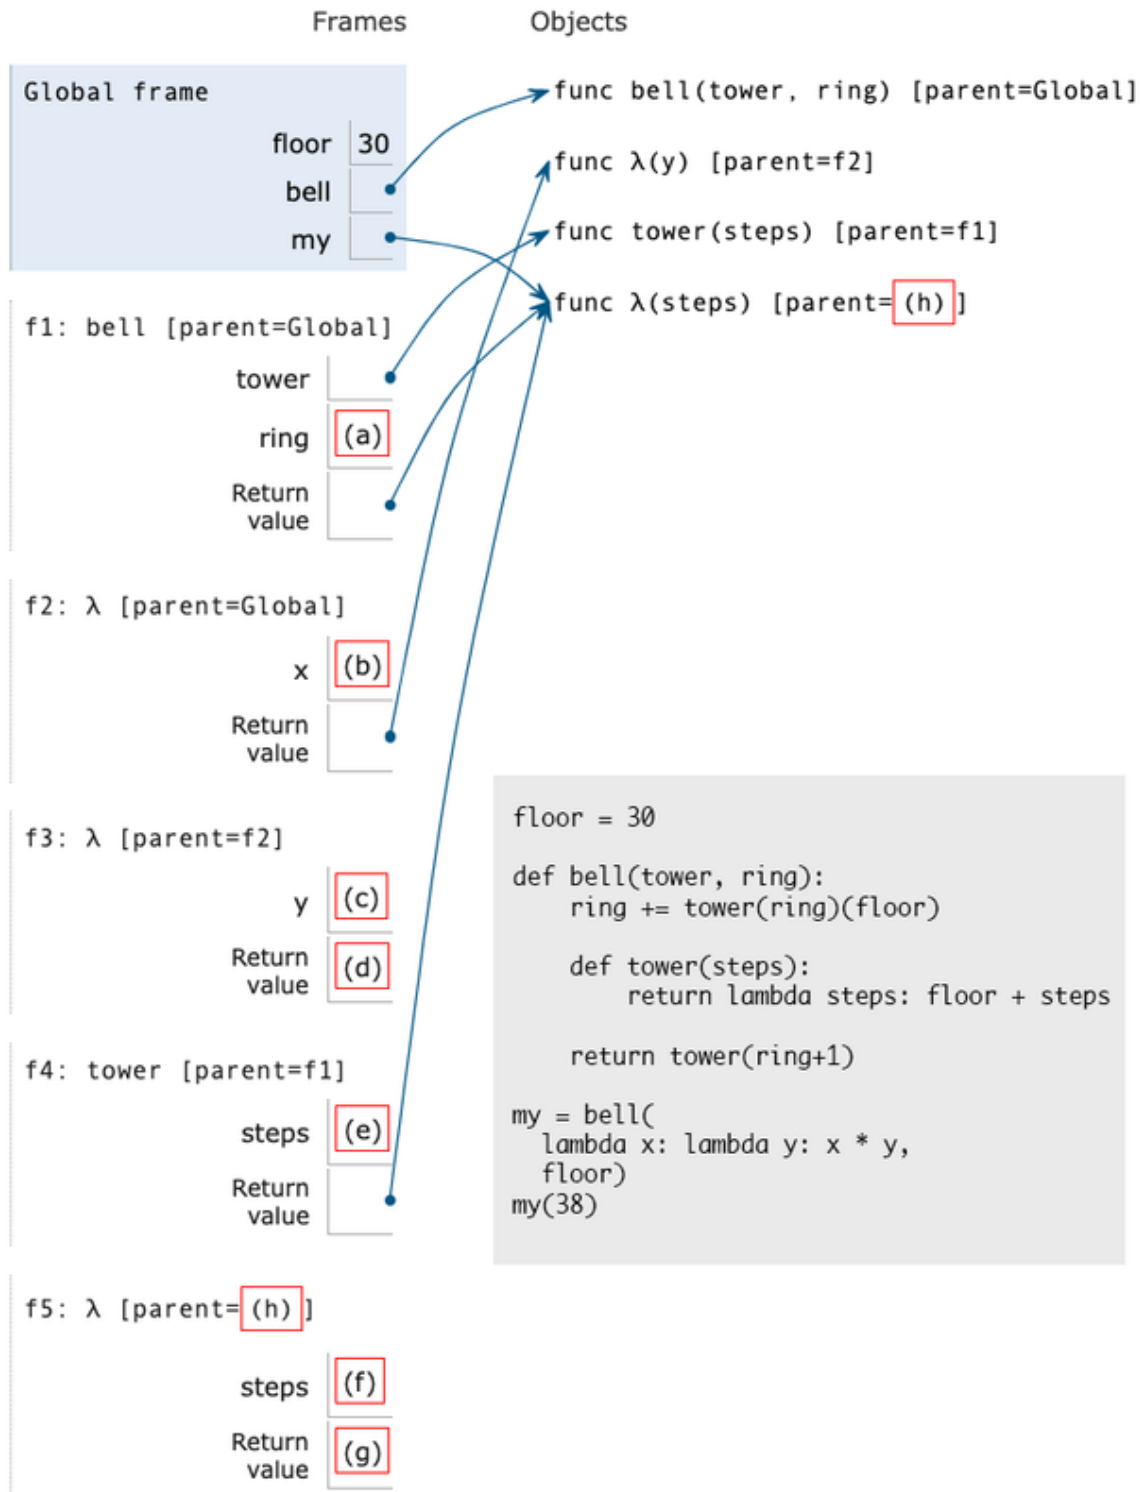 Frames Objects
Global frame
floor 30
bell
my
func bell(tower, ring) [parent=Global]
func λ(y) [parent=f2]
func tower(steps) [parent=f1]
func λ(steps) [parent= (h) ]
f1: bell [parent=Global]
tower
ring (a)
Return
value
f2: λ [parent=Global]
x (b)
Return
value
f3: λ [parent=f2]
y (c)
Return
value (d)
f4: tower [parent=f1]
steps (e)
Return
value
f5: λ [parent= (h) ]
steps (f)
Return
value (g)
floor = 30
def bell(tower, ring):
    ring += tower(ring)(floor)
    def tower(steps):
        return lambda steps: floor + steps
    return tower(ring+1)
my = bell(
  lambda x: lambda y: x * y,
  floor)
my(38)